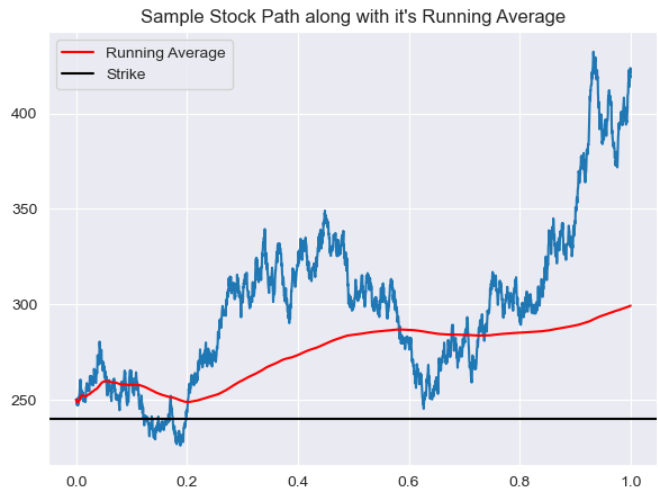 Sample Stock Path along with it's Running Average
Running Average
Strike
400
350
300
250
0.0 0.2 0.4 0.6 0.8 1.0